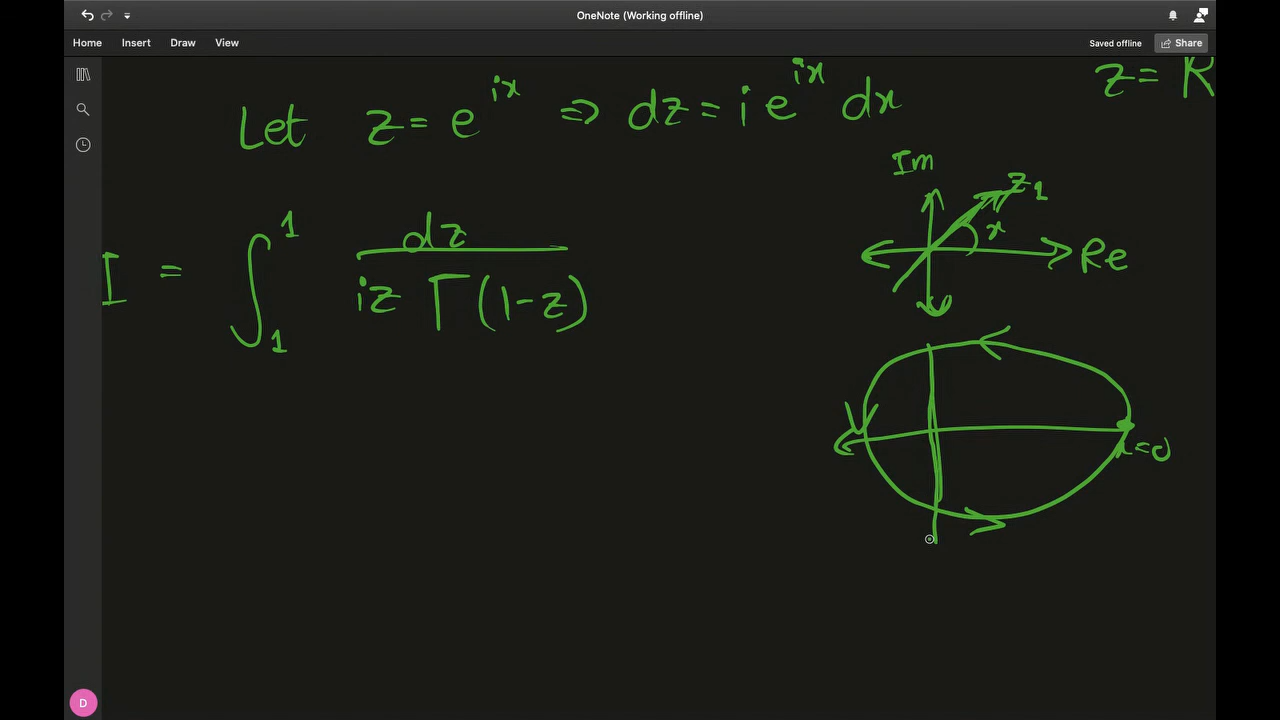 OneNote (Working offline)
Home Insert Draw View
Saved offline Share
z = R
Let z = e^{ix} ⇒ dz = i e^{ix} dx
Im
z_1
x
Re
I = ∫_1^1 dz / (iz Γ(1-z))
x=0
D